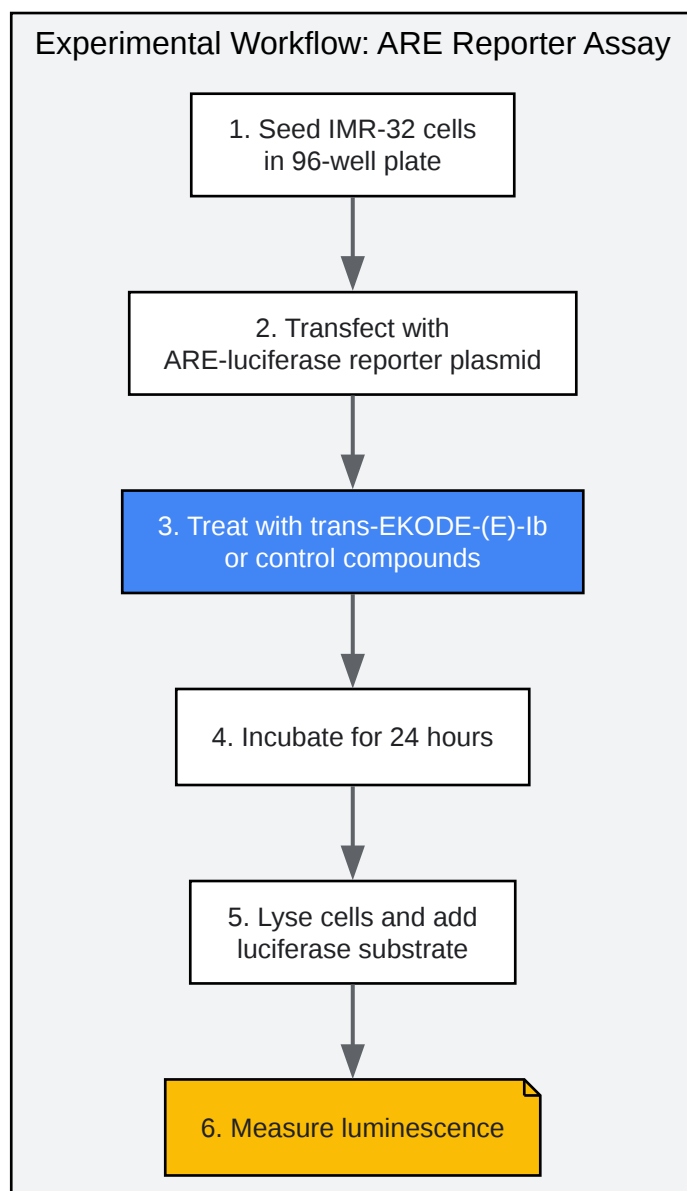 Experimental Workflow: ARE Reporter Assay
1. Seed IMR-32 cells
in 96-well plate
2. Transfect with
ARE-luciferase reporter plasmid
3. Treat with trans-EKODE-(E)-Ib
or control compounds
4. Incubate for 24 hours
5. Lyse cells and add
luciferase substrate
6. Measure luminescence